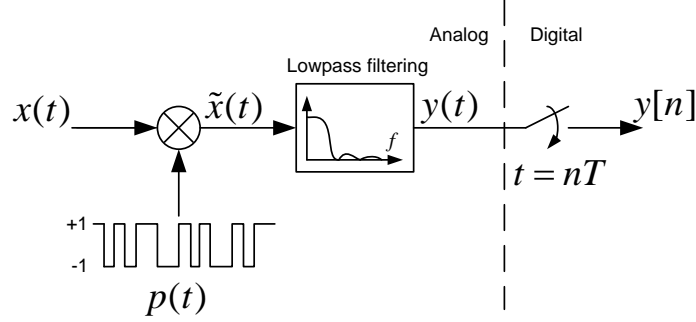 Analog Digital
Lowpass filtering
x(t) x̃(t) y(t) y[n]
f
t = nT
+1
-1
p(t)